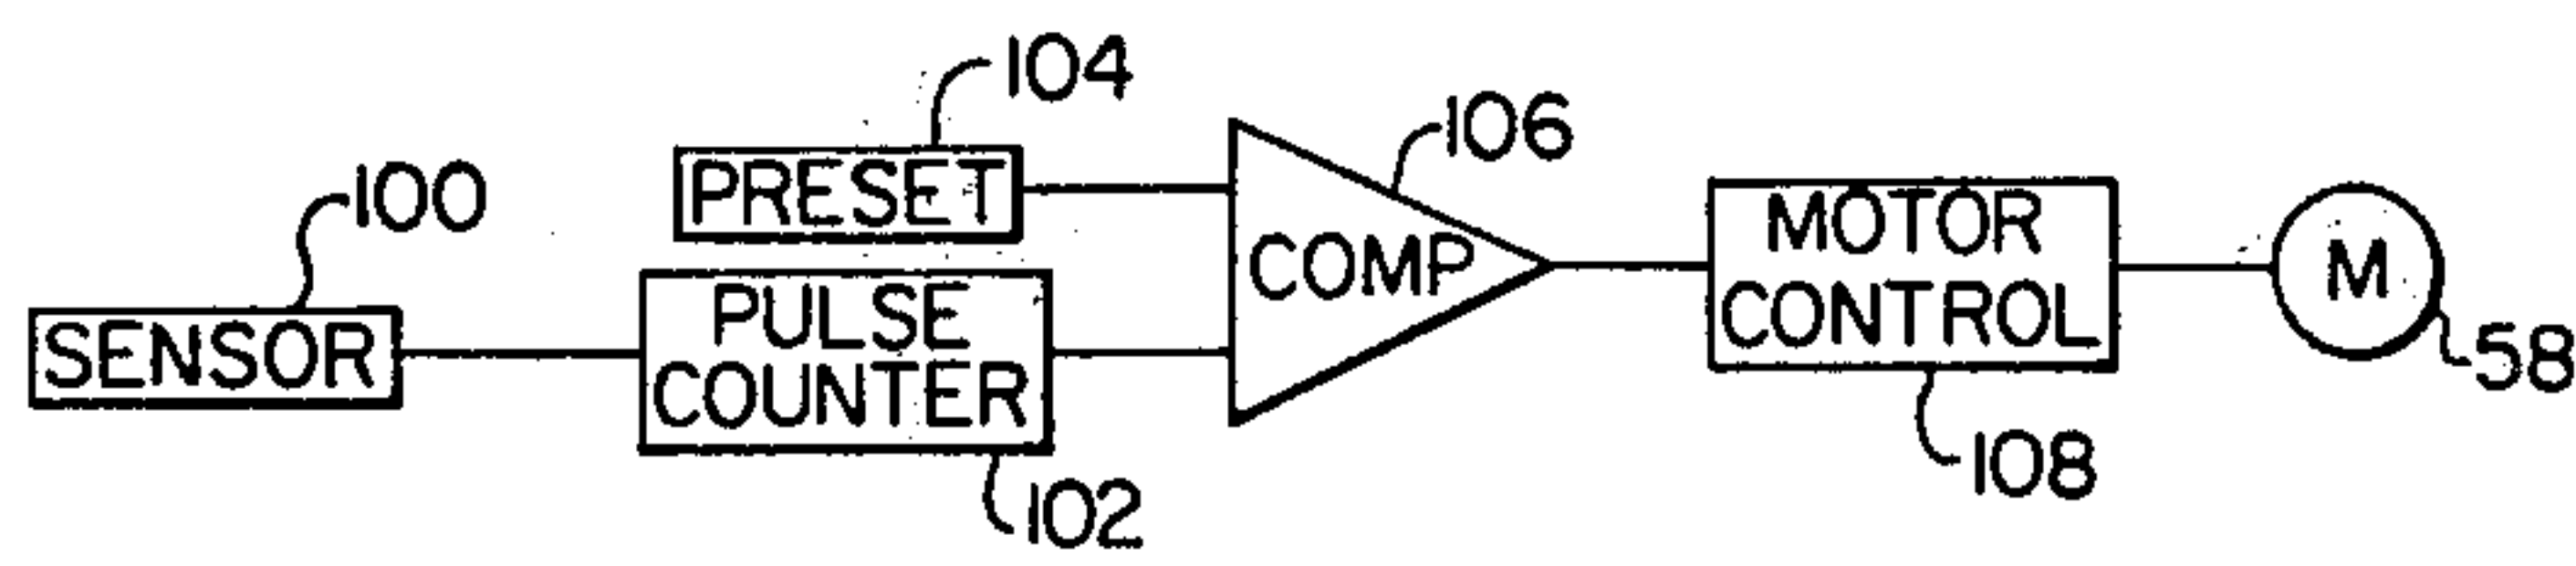 104
PRESET
106
100
SENSOR
PULSE
COUNTER
102
COMP
MOTOR
CONTROL
108
M
58